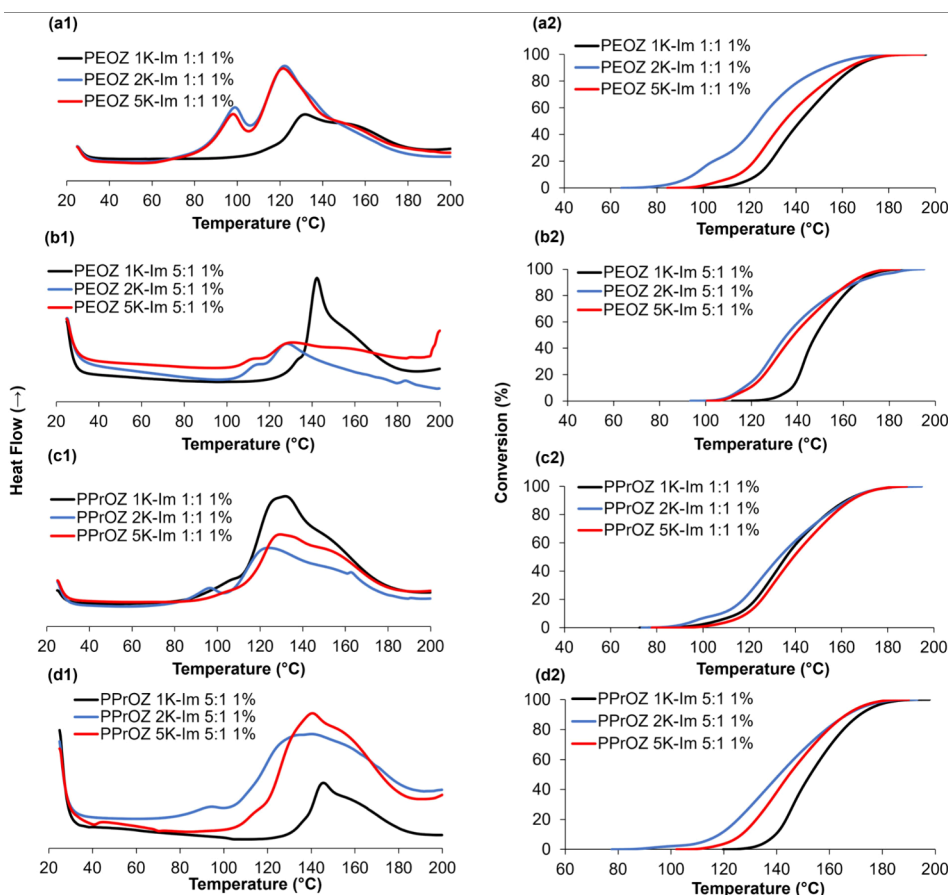 (a1)
PEOZ 1K-Im 1:1 1%
PEOZ 2K-Im 1:1 1%
PEOZ 5K-Im 1:1 1%
20 40 60 80 100 120 140 160 180 200
Temperature (°C)
(a2)
100
80
60
40
20
0
PEOZ 1K-Im 1:1 1%
PEOZ 2K-Im 1:1 1%
PEOZ 5K-Im 1:1 1%
40 60 80 100 120 140 160 180 200
Temperature (°C)
(b1)
PEOZ 1K-Im 5:1 1%
PEOZ 2K-Im 5:1 1%
PEOZ 5K-Im 5:1 1%
20 40 60 80 100 120 140 160 180 200
Temperature (°C)
(b2)
100
80
60
40
20
0
PEOZ 1K-Im 5:1 1%
PEOZ 2K-Im 5:1 1%
PEOZ 5K-Im 5:1 1%
40 60 80 100 120 140 160 180 200
Temperature (°C)
Heat Flow (→)
Conversion (%)
(c1)
PPrOZ 1K-Im 1:1 1%
PPrOZ 2K-Im 1:1 1%
PPrOZ 5K-Im 1:1 1%
20 40 60 80 100 120 140 160 180 200
Temperature (°C)
(c2)
100
80
60
40
20
0
PPrOZ 1K-Im 1:1 1%
PPrOZ 2K-Im 1:1 1%
PPrOZ 5K-Im 1:1 1%
40 60 80 100 120 140 160 180 200
Temperature (°C)
(d1)
PPrOZ 1K-Im 5:1 1%
PPrOZ 2K-Im 5:1 1%
PPrOZ 5K-Im 5:1 1%
20 40 60 80 100 120 140 160 180 200
Temperature (°C)
(d2)
100
80
60
40
20
0
PPrOZ 1K-Im 5:1 1%
PPrOZ 2K-Im 5:1 1%
PPrOZ 5K-Im 5:1 1%
60 80 100 120 140 160 180 200
Temperature (°C)